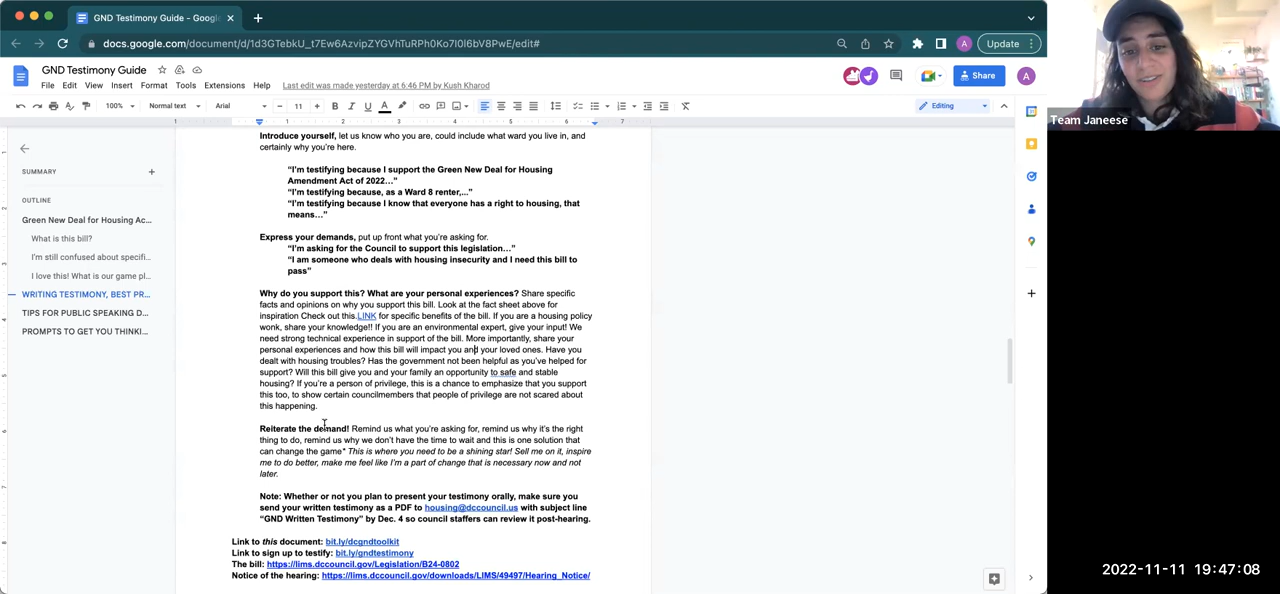 GND Testimony Guide - Googl
docs.google.com/document/d/1d3GTebkU_t7Ew6AzvipZYGVhTuRPh0Ko7I0l6bV8PwE/edit#
A
Update
Team Janeese
GND Testimony Guide
File Edit View Insert Format Tools Extensions Help Last edit was made yesterday at 6:46 PM by Kush Kharod
Share
A
100% Normal text Arial 11 B I U A Editing
1 1 2 3 4 5 6 7
SUMMARY
OUTLINE
Green New Deal for Housing Ac...
What is this bill?
I'm still confused about specifi...
I love this! What is our game pl...
WRITING TESTIMONY, BEST PR...
TIPS FOR PUBLIC SPEAKING D...
PROMPTS TO GET YOU THINKI...
Introduce yourself, let us know who you are, could include what ward you live in, and
certainly why you're here.
“I'm testifying because I support the Green New Deal for Housing
Amendment Act of 2022...”
“I'm testifying because, as a Ward 8 renter,...”
“I'm testifying because I know that everyone has a right to housing, that
means...”
Express your demands, put up front what you're asking for.
“I'm asking for the Council to support this legislation...”
“I am someone who deals with housing insecurity and I need this bill to
pass”
Why do you support this? What are your personal experiences? Share specific
facts and opinions on why you support this bill. Look at the fact sheet above for
inspiration Check out this.LINK for specific benefits of the bill. If you are a housing policy
wonk, share your knowledge!! If you are an environmental expert, give your input! We
need strong technical experience in support of the bill. More importantly, share your
personal experiences and how this bill will impact you and your loved ones. Have you
dealt with housing troubles? Has the government not been helpful as you've helped for
support? Will this bill give you and your family an opportunity to safe and stable
housing? If you're a person of privilege, this is a chance to emphasize that you support
this too, to show certain councilmembers that people of privilege are not scared about
this happening.
Reiterate the demand! Remind us what you're asking for, remind us why it's the right
thing to do, remind us why we don't have the time to wait and this is one solution that
can change the game* This is where you need to be a shining star! Sell me on it, inspire
me to do better, make me feel like I'm a part of change that is necessary now and not
later.
Note: Whether or not you plan to present your testimony orally, make sure you
send your written testimony as a PDF to housing@dccouncil.us with subject line
“GND Written Testimony” by Dec. 4 so council staffers can review it post-hearing.
Link to this document: bit.ly/dcgndtoolkit
Link to sign up to testify: bit.ly/gndtestimony
The bill: https://lims.dccouncil.gov/Legislation/B24-0802
Notice of the hearing: https://lims.dccouncil.gov/downloads/LIMS/49497/Hearing_Notice/
2022-11-11 19:47:08